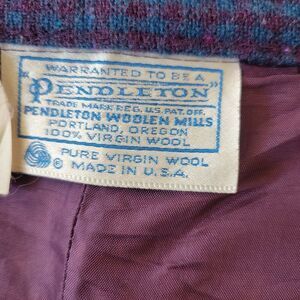 WARRANTED TO BE A
"PENDLETON"
TRADE MARK REG. U.S. PAT. OFF.
PENDLETON WOOLEN MILLS
PORTLAND, OREGON
100% VIRGIN WOOL
PURE VIRGIN WOOL
® MADE IN U.S.A.